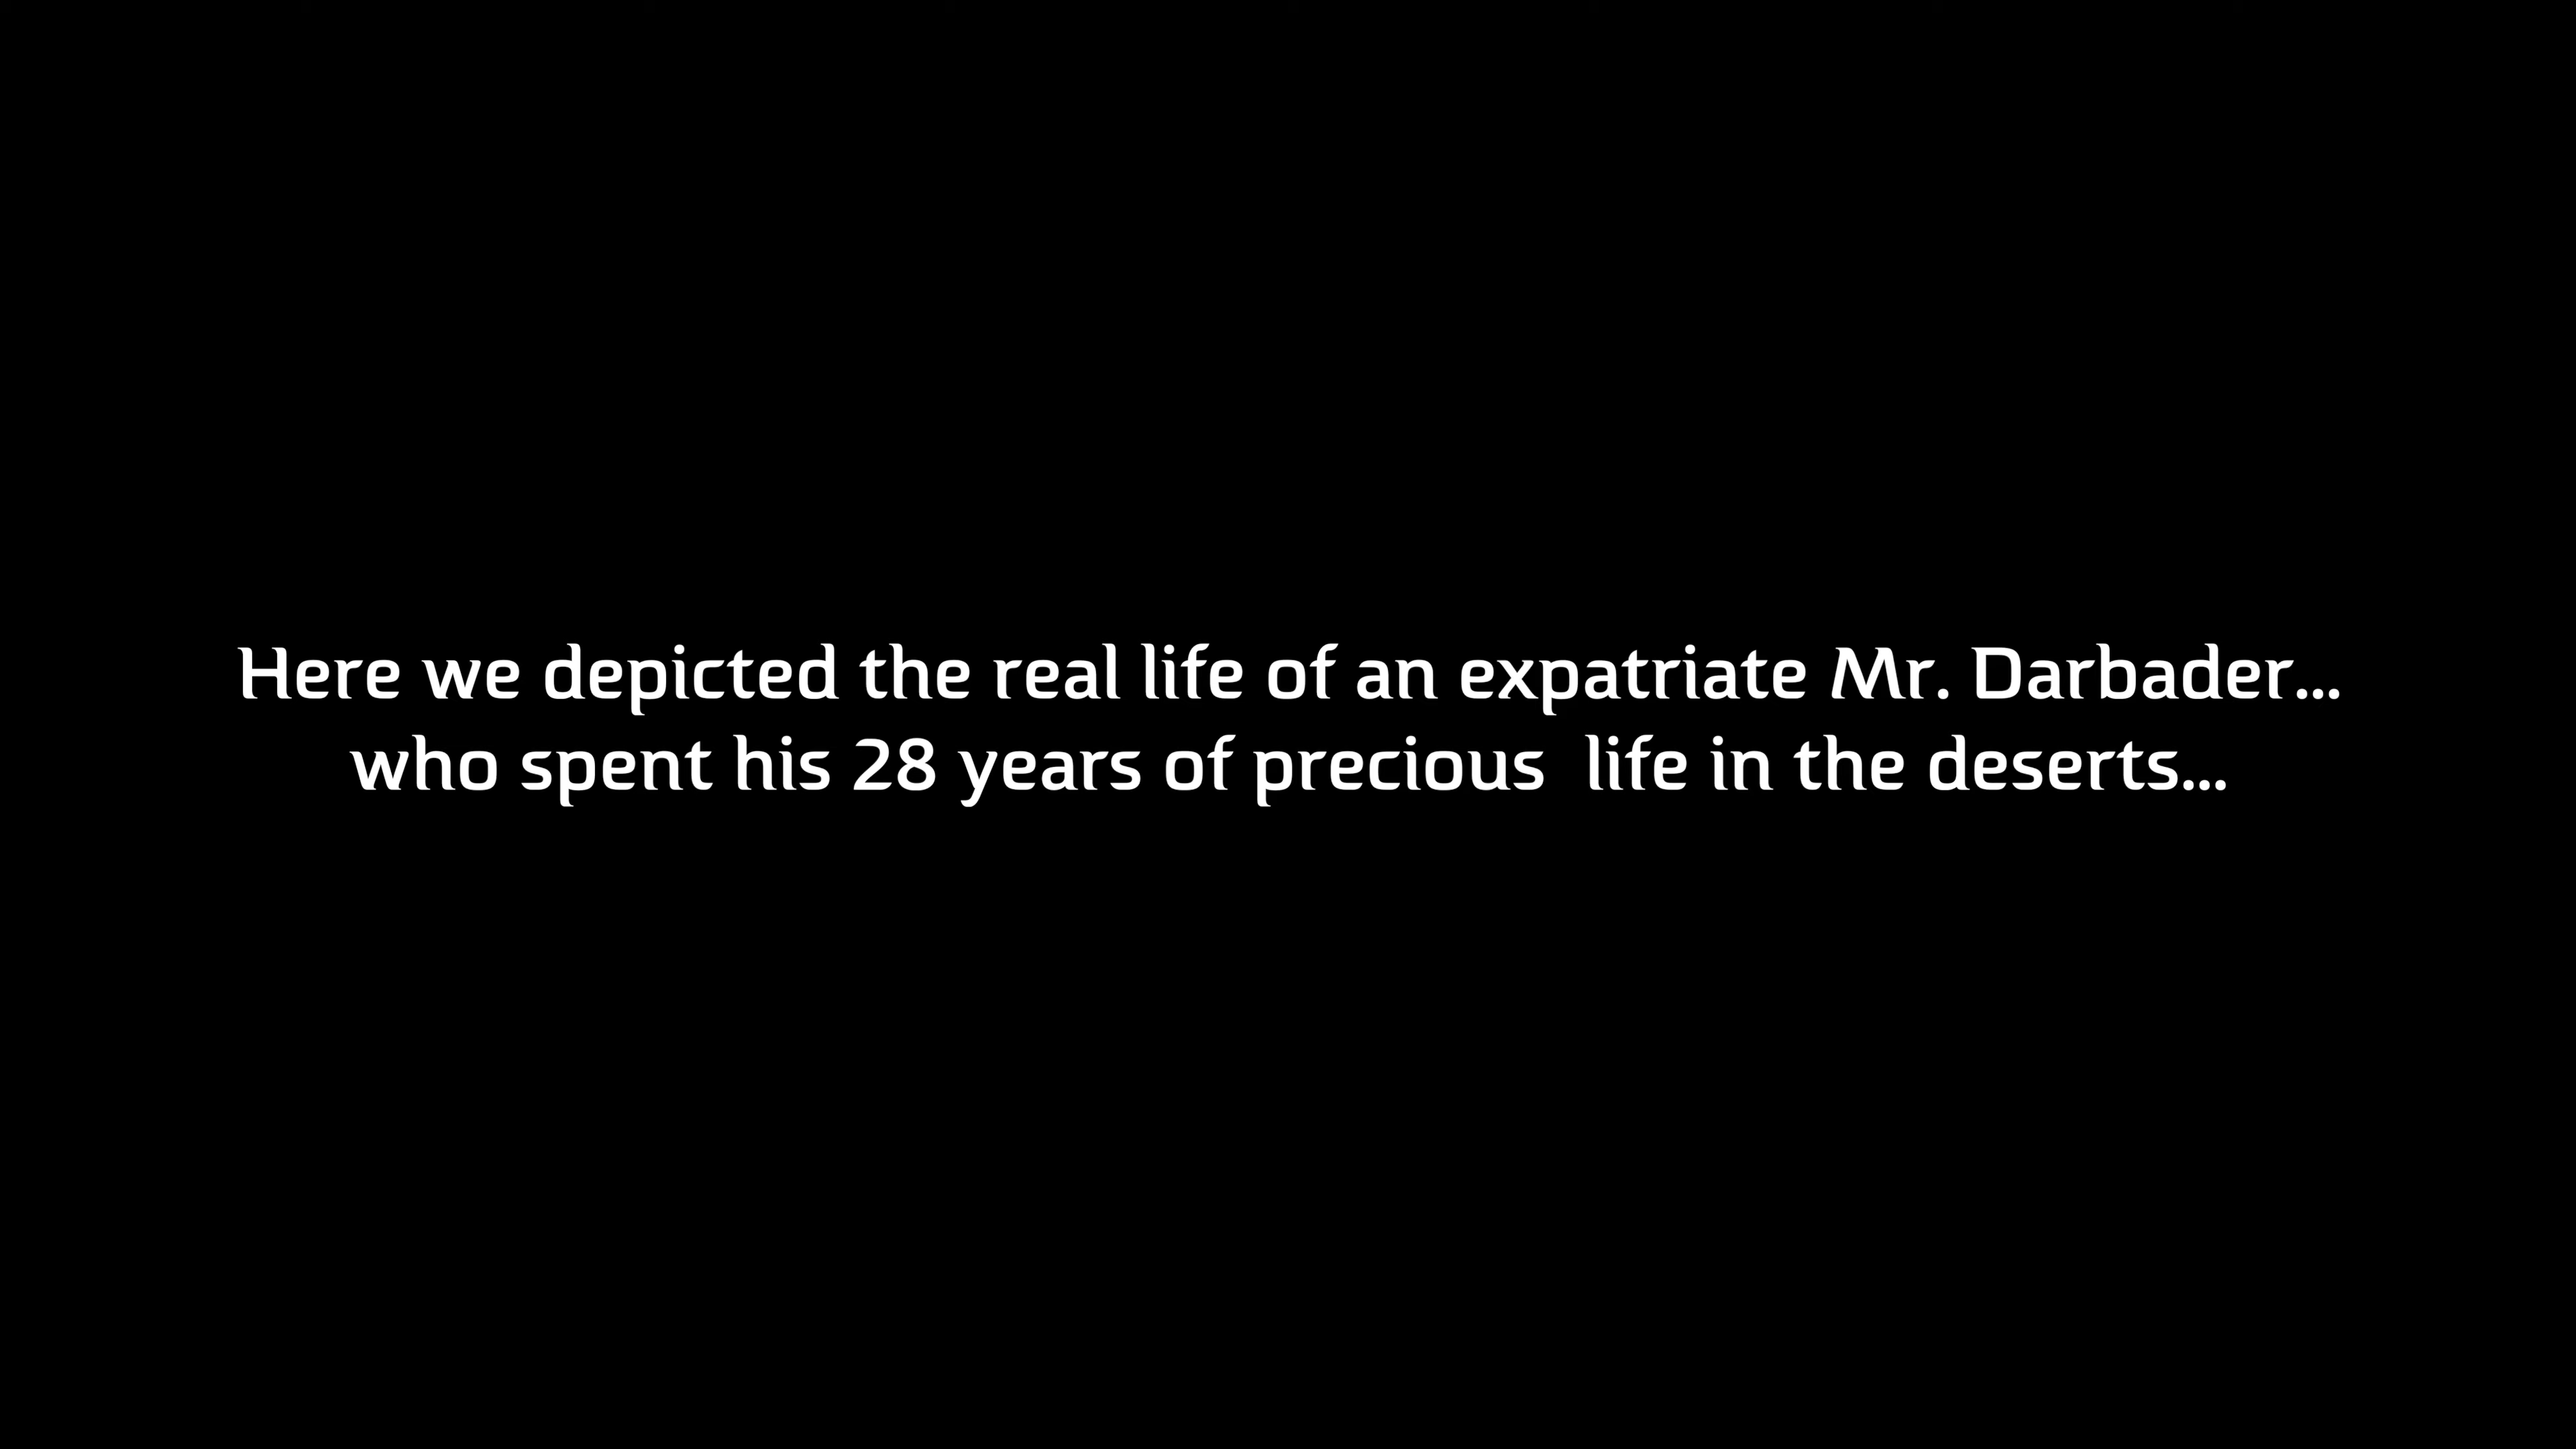 Here we depicted the real life of an expatriate Mr. Darbader...
who spent his 28 years of precious  life in the deserts...